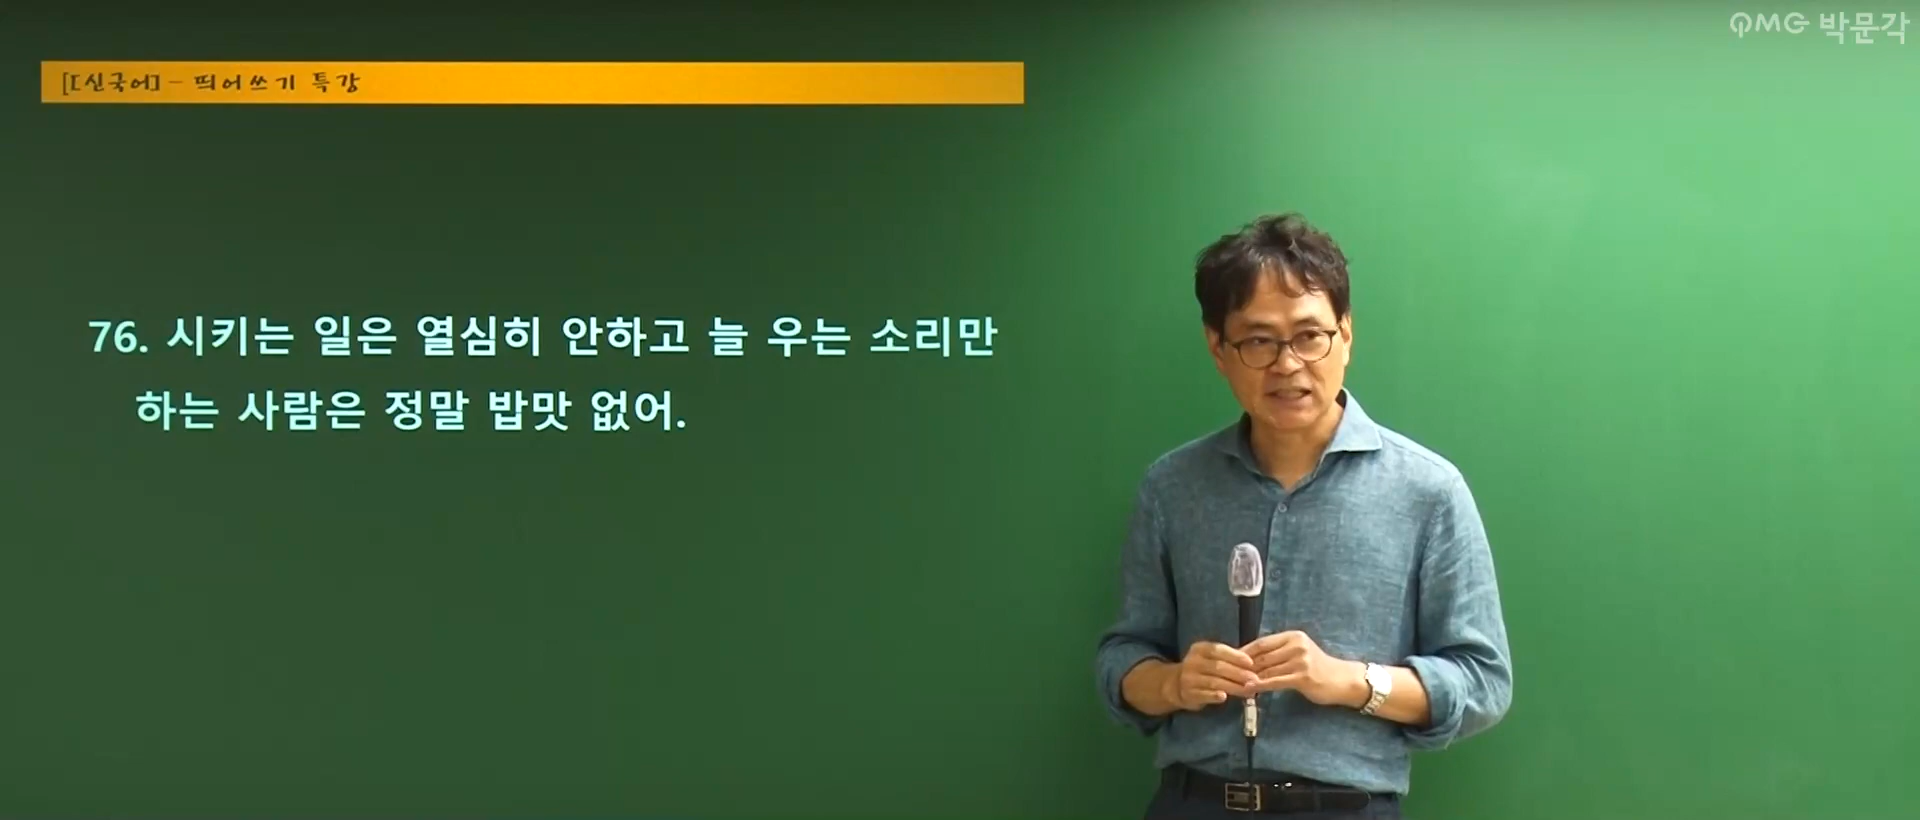 PMG 박문각
[[신국어] - 띄어쓰기 특강
76. 시키는 일은 열심히 안하고 늘 우는 소리만
하는 사람은 정말 밥맛 없어.